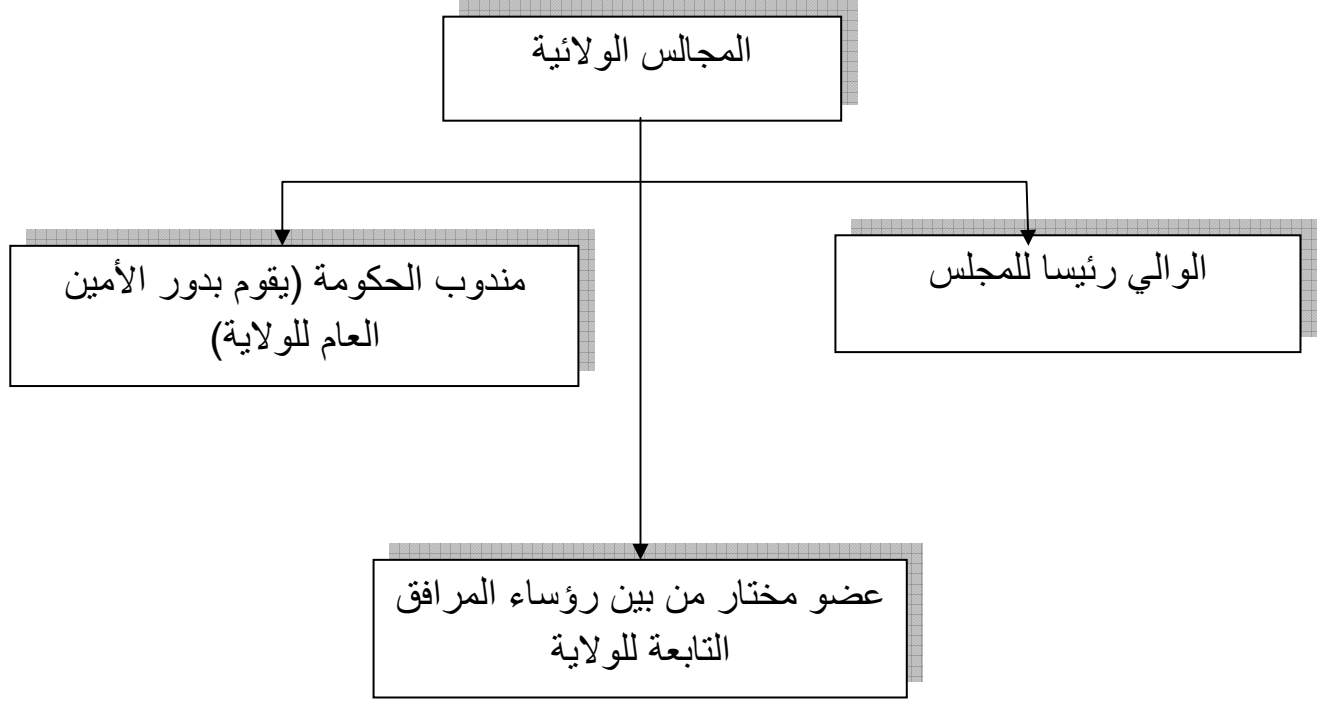 المجالس الولائية
الوالي رئيسا للمجلس
مندوب الحكومة (يقوم بدور الأمين
العام للولاية)
عضو مختار من بين رؤساء المرافق
التابعة للولاية